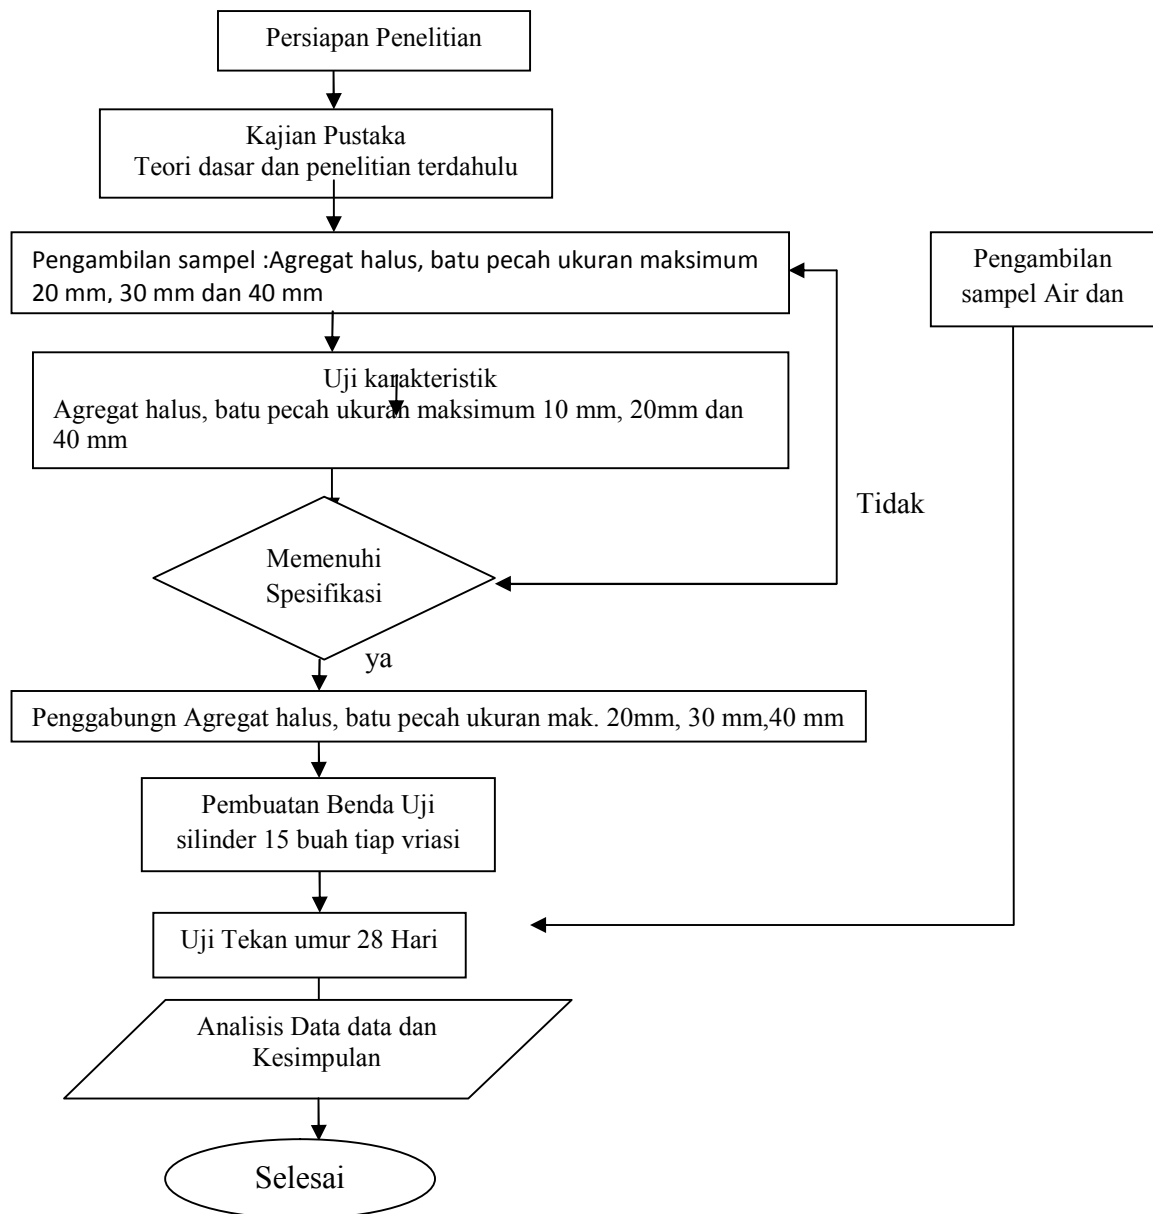 Persiapan Penelitian
Kajian Pustaka
Teori dasar dan penelitian terdahulu
Pengambilan sampel :Agregat halus, batu pecah ukuran maksimum
20 mm, 30 mm dan 40 mm
Pengambilan
sampel Air dan
Uji karakteristik
Agregat halus, batu pecah ukuran maksimum 10 mm, 20mm dan
40 mm
Tidak
Memenuhi
Spesifikasi
ya
Penggabungn Agregat halus, batu pecah ukuran mak. 20mm, 30 mm,40 mm
Pembuatan Benda Uji
silinder 15 buah tiap vriasi
Uji Tekan umur 28 Hari
Analisis Data data dan
Kesimpulan
Selesai